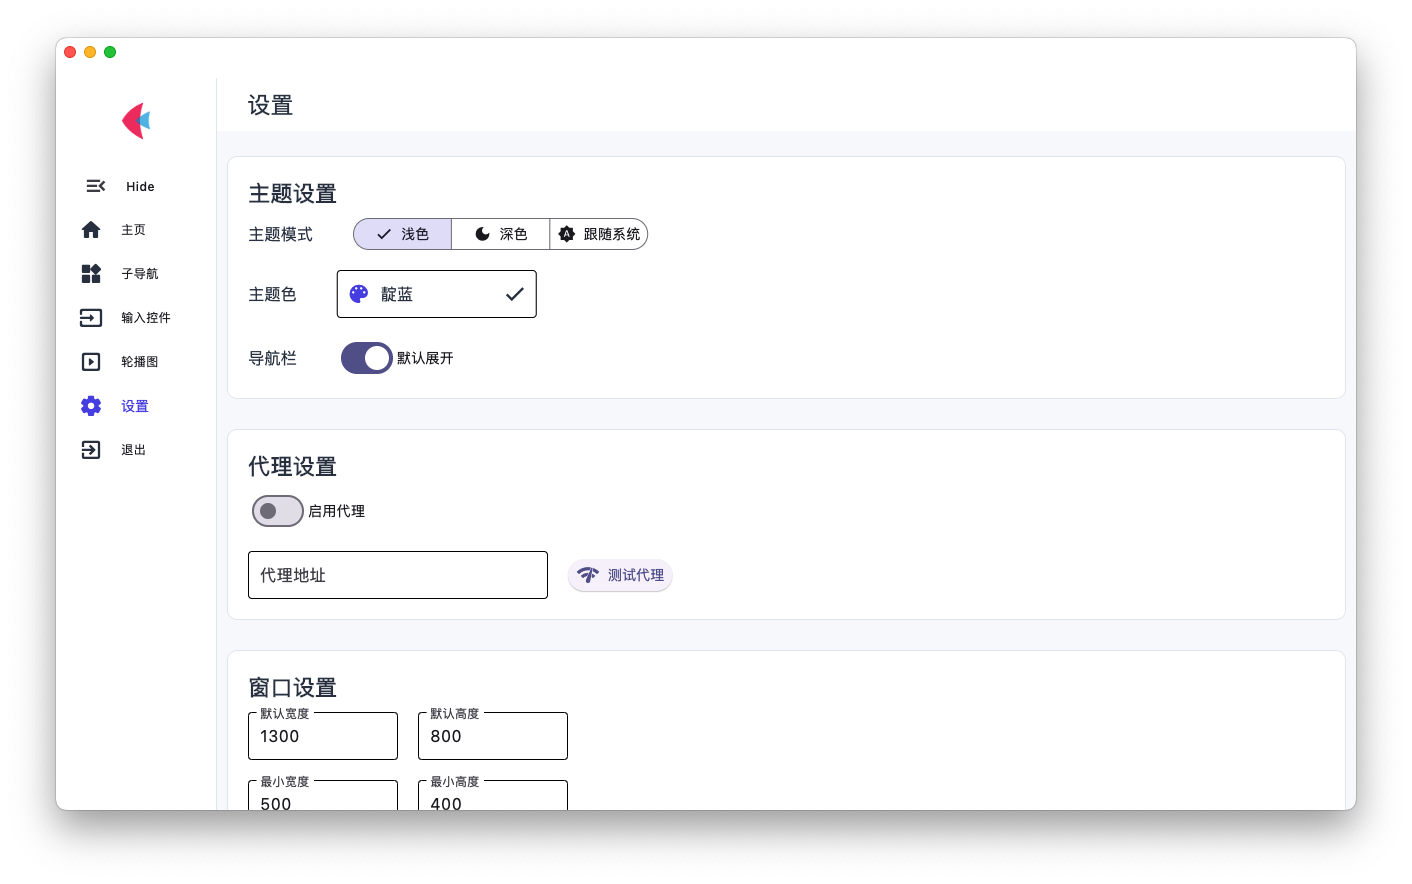 设置
Hide
主页
子导航
输入控件
轮播图
设置
退出
主题设置
主题模式
浅色
深色
跟随系统
主题色
靛蓝
导航栏
默认展开
代理设置
启用代理
代理地址
测试代理
窗口设置
默认宽度
1300
默认高度
800
最小宽度
500
最小高度
400